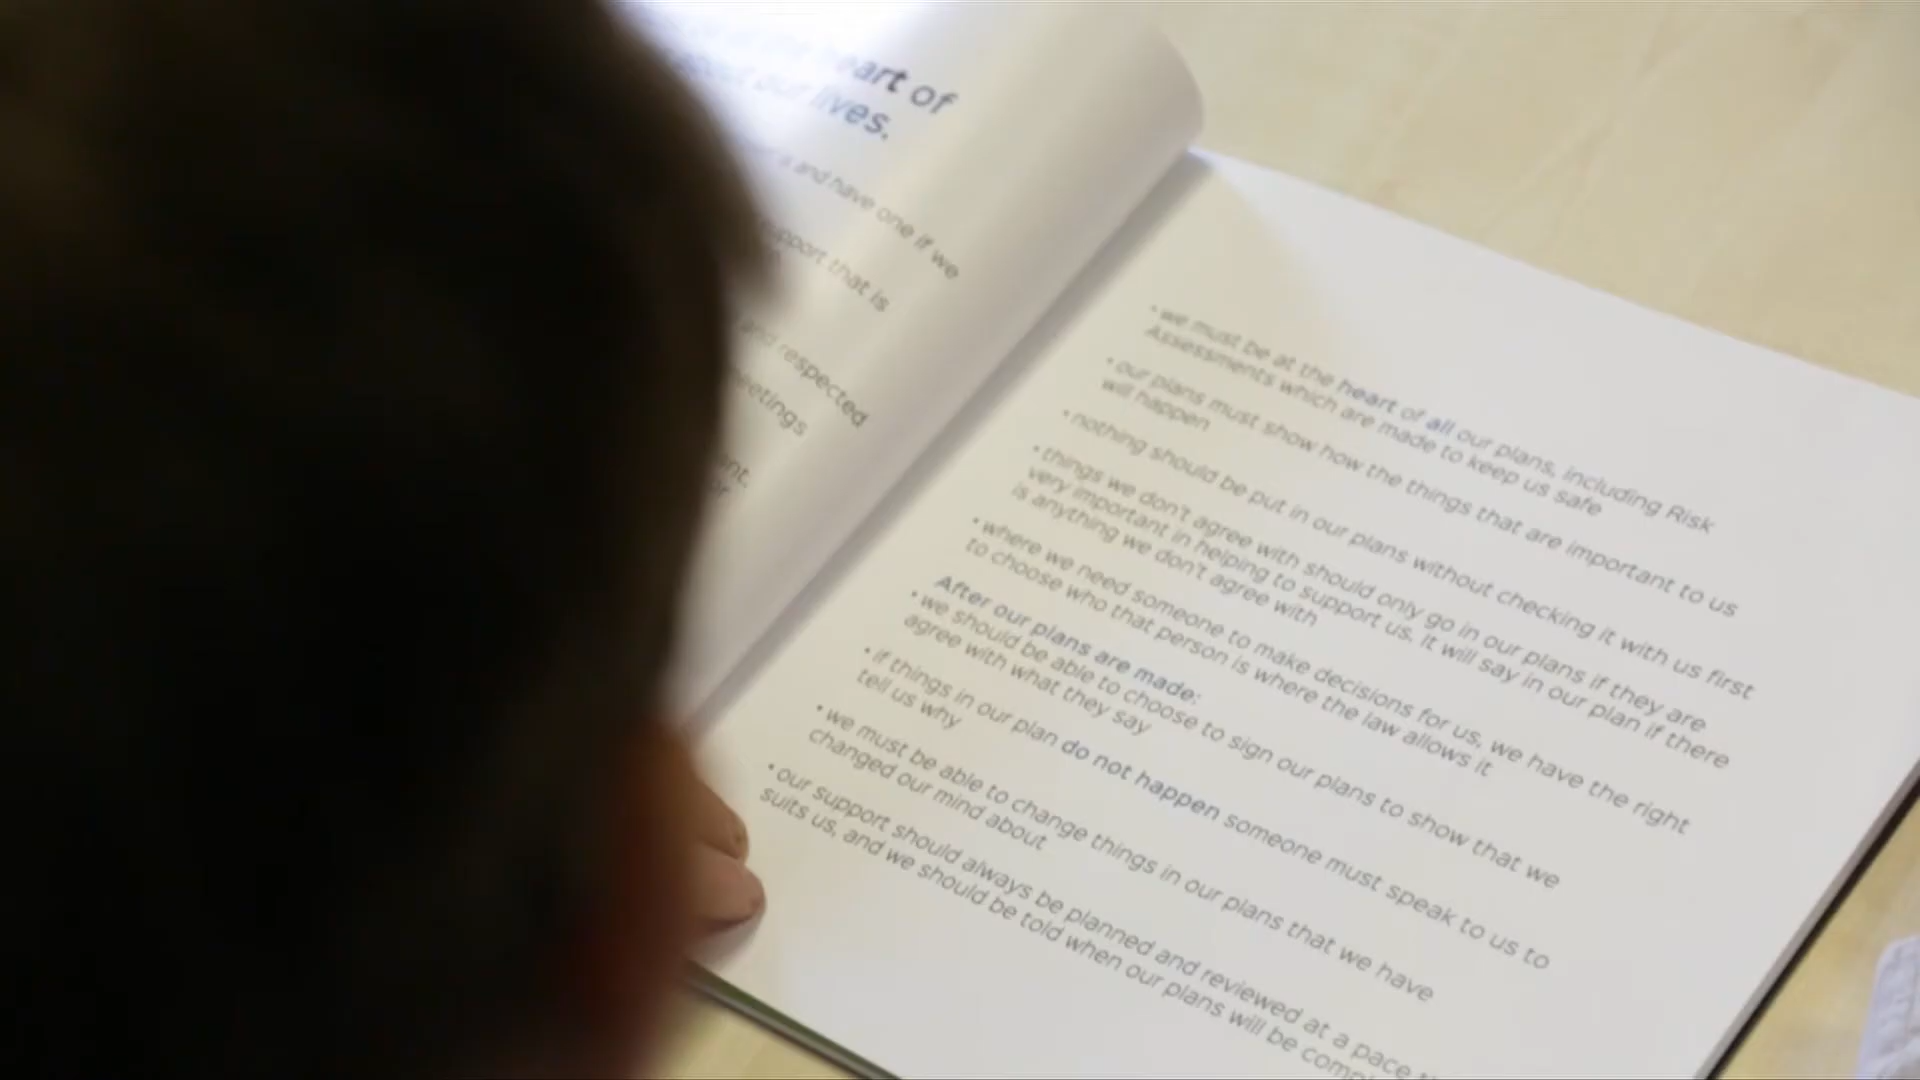 art of
lives.
and have one if we
support that is
and respected
meetings
• we must be at the heart of all our plans, including Risk
Assessments which are made to keep us safe
• our plans must show how the things that are important to us
will happen
• nothing should be put in our plans without checking it with us first
• things we don't agree with should only go in our plans if they are
very important in helping to support us. It will say in our plan if there
is anything we don't agree with
• where we need someone to make decisions for us, we have the right
to choose who that person is where the law allows it
After our plans are made:
• we should be able to choose to sign our plans to show that we
agree with what they say
• if things in our plan do not happen someone must speak to us to
tell us why
• we must be able to change things in our plans that we have
changed our mind about
• our support should always be planned and reviewed at a pace
suits us, and we should be told when our plans will be